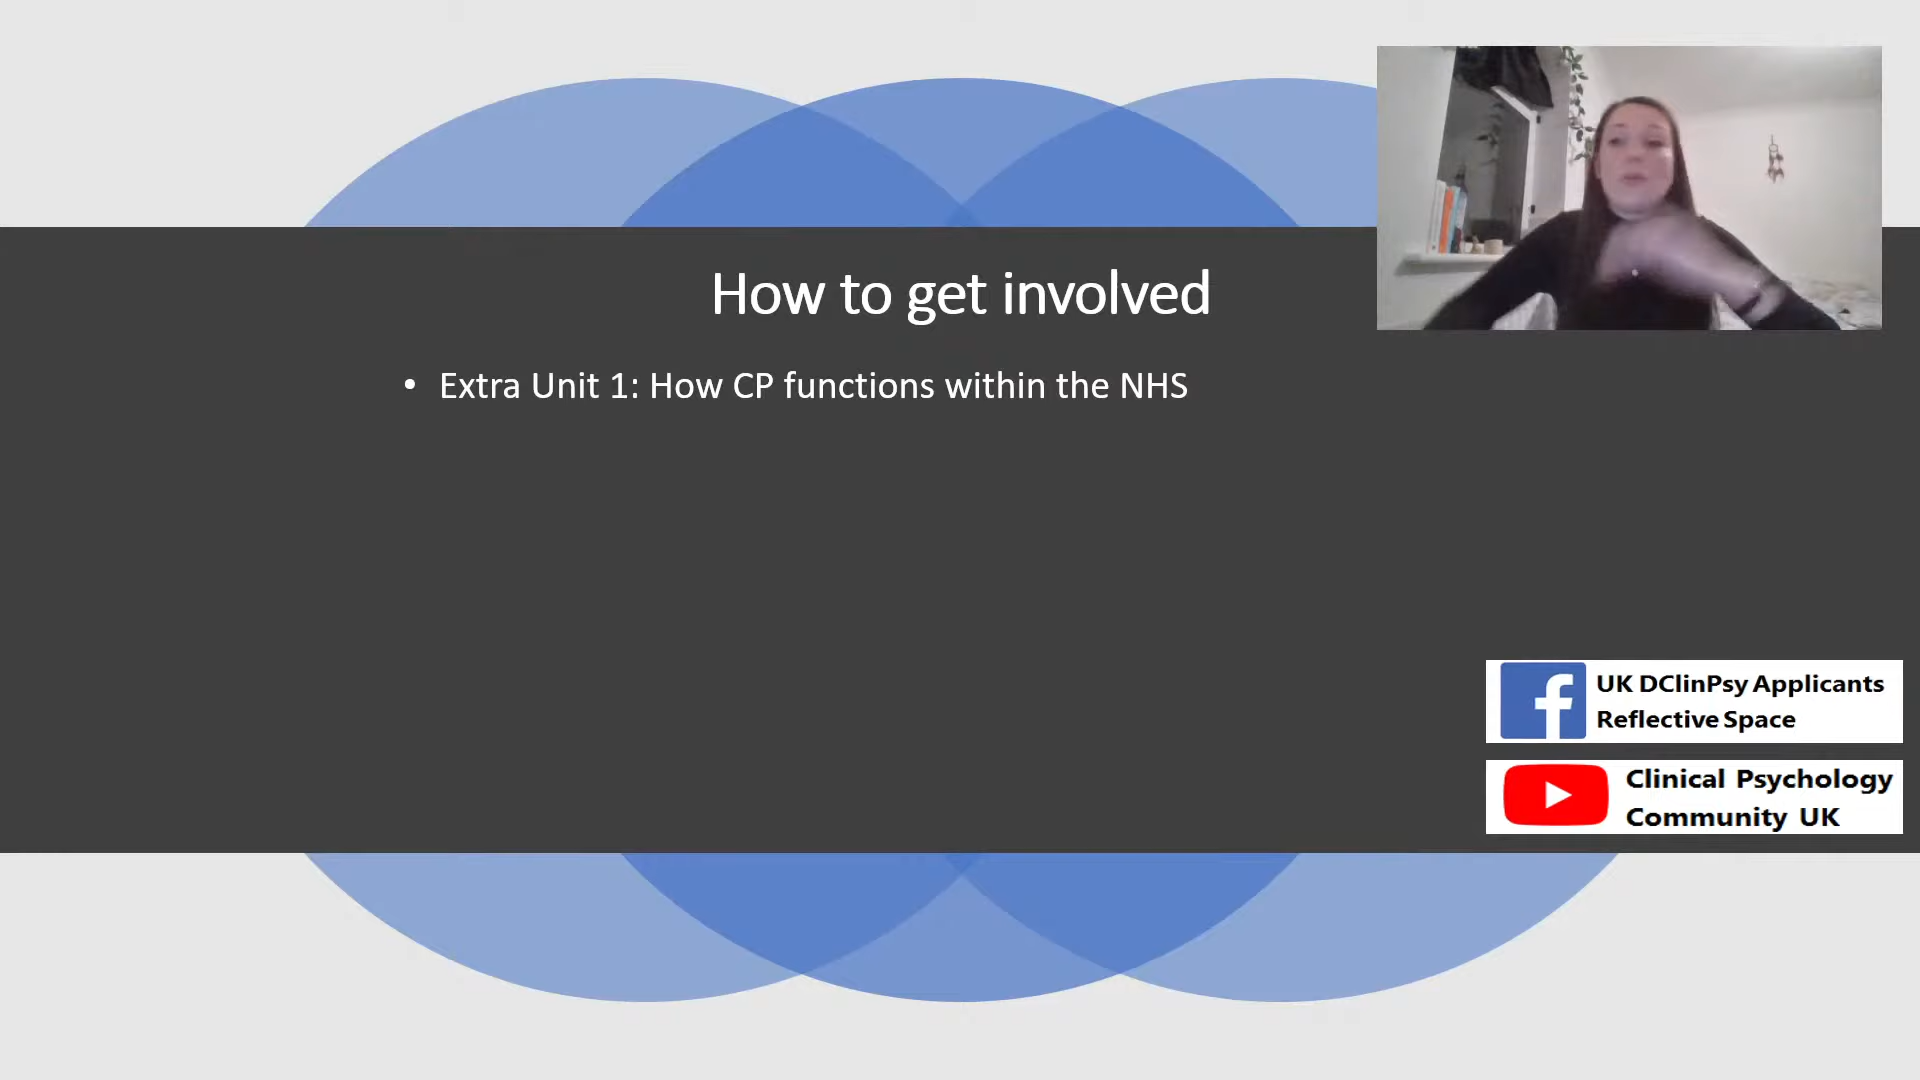 How to get involved
• Extra Unit 1: How CP functions within the NHS
UK DClinPsy Applicants
Reflective Space
Clinical Psychology
Community UK